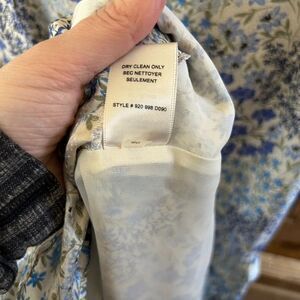 DRY CLEAN ONLY
SEC NETTOYER
SEULEMENT
STYLE # 920 998 D090